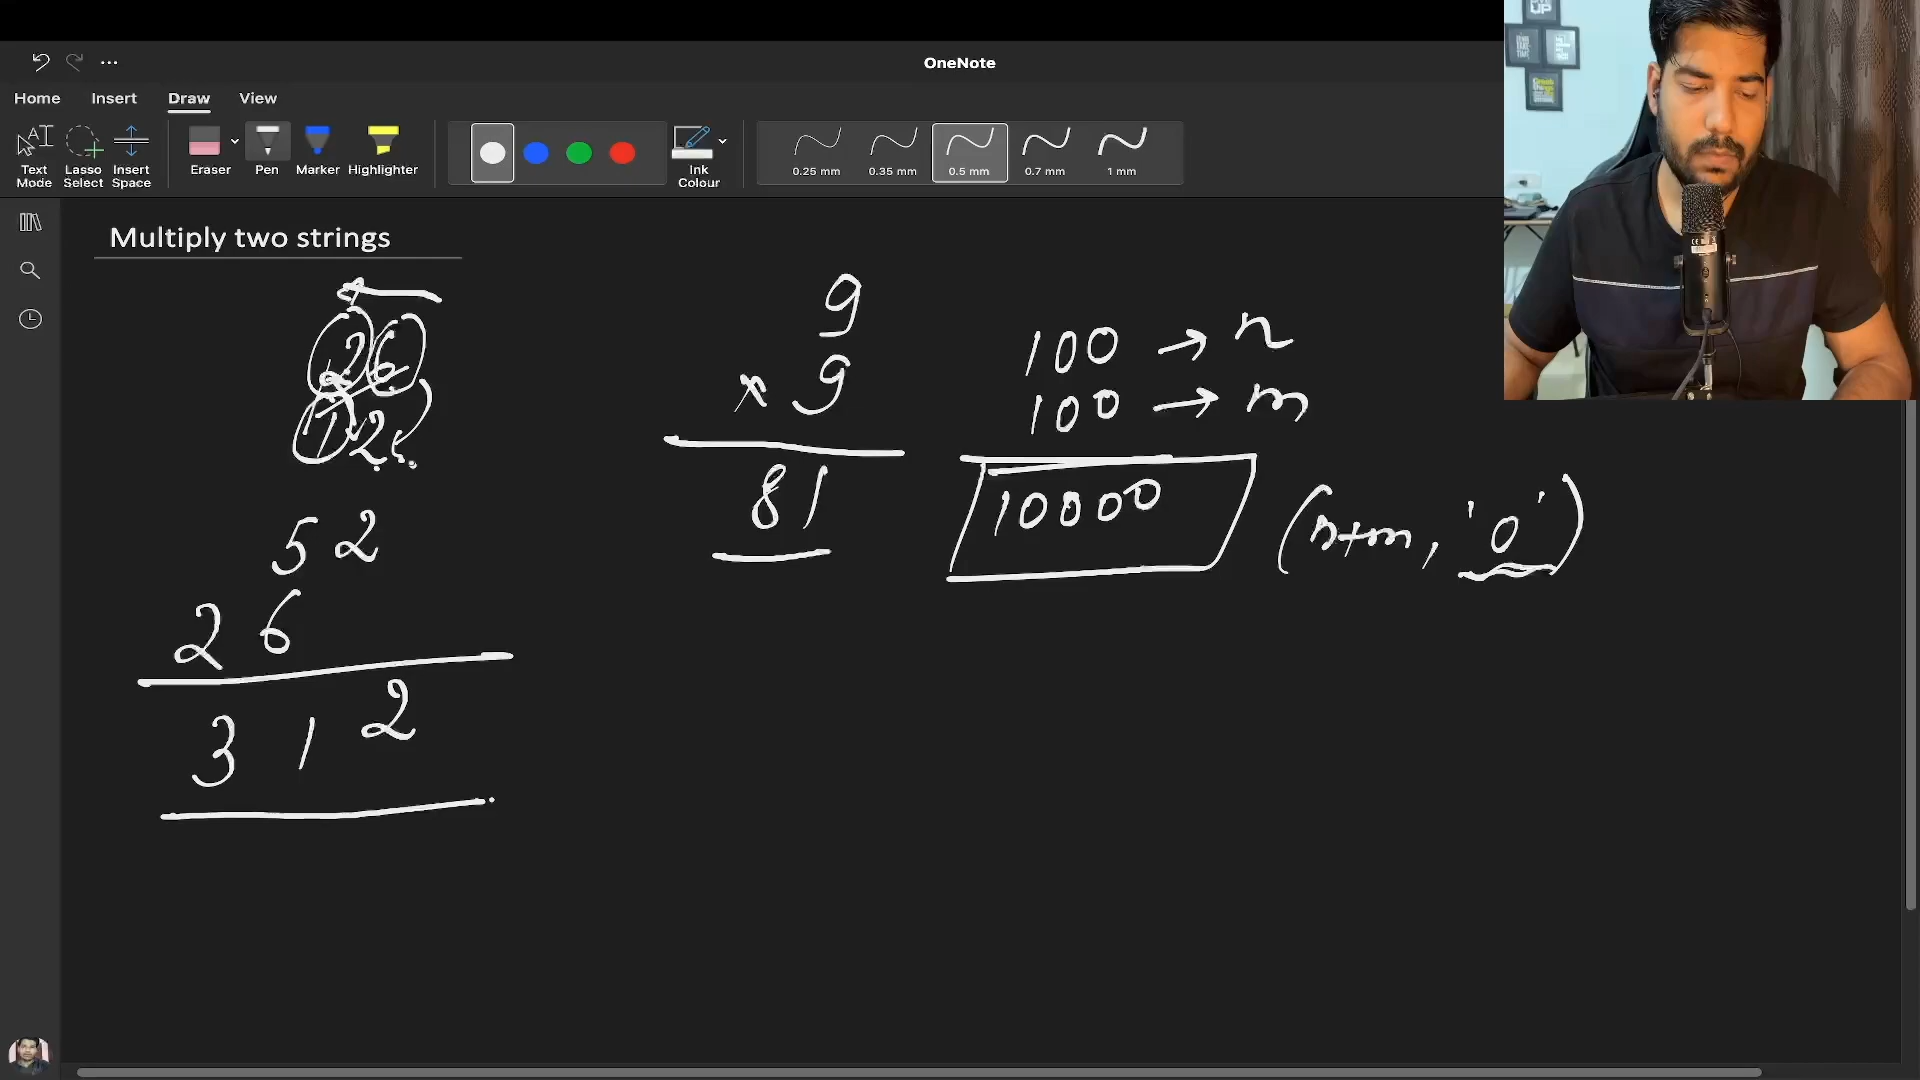 OneNote
Home Insert Draw View
Text Mode Lasso Select Insert Space Eraser Pen Marker Highlighter Ink Colour 0.25 mm 0.35 mm 0.5 mm 0.7 mm 1 mm
Multiply two strings
26
12
52
26
312
9
x 9
81
100 → n
100 → m
10000
(n+m, '0')